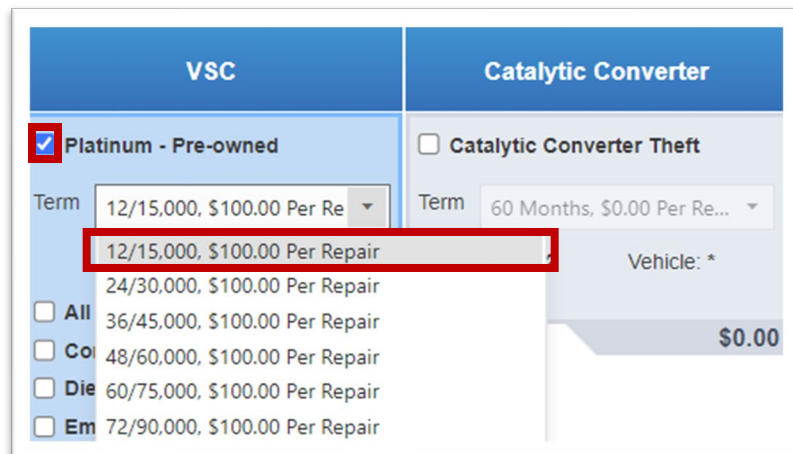 VSC
Catalytic Converter
Platinum - Pre-owned
Catalytic Converter Theft
Term
12/15,000, $100.00 Per Re
Term
60 Months, $0.00 Per Re...
12/15,000, $100.00 Per Repair
Vehicle: *
24/30,000, $100.00 Per Repair
All
36/45,000, $100.00 Per Repair
$0.00
48/60,000, $100.00 Per Repair
Die
60/75,000, $100.00 Per Repair
Em
72/90,000, $100.00 Per Repair